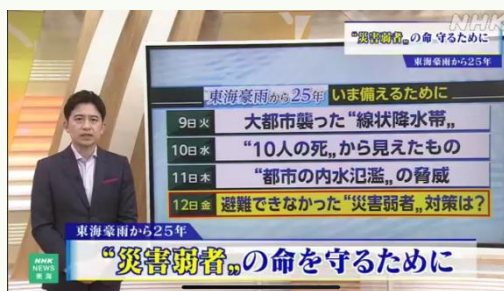 NHK
"災害弱者„の命 守るために
東海豪雨から25年
東海豪雨から25年 いま備えるために
9日火 大都市襲った"線状降水帯„
10日水 "10人の死„から見えたもの
11日木 "都市の内水氾濫„の脅威
12日金 避難できなかった"災害弱者„対策は?
東海豪雨から25年
"災害弱者„の命を守るために
NHK
NEWS
東海